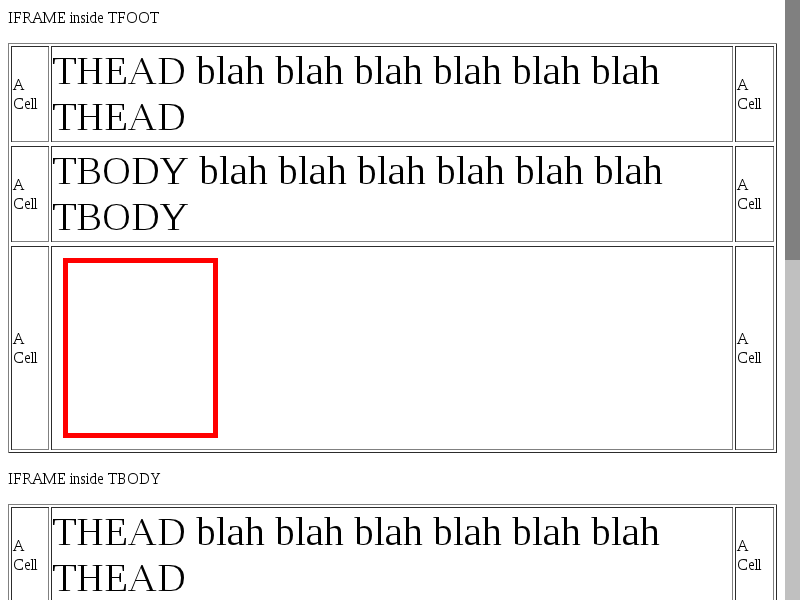 IFRAME inside TFOOT
A Cell
THEAD blah blah blah blah blah blah
THEAD
A Cell
A Cell
TBODY blah blah blah blah blah blah
TBODY
A Cell
A Cell
A Cell
IFRAME inside TBODY
A Cell
THEAD blah blah blah blah blah blah
THEAD
A Cell